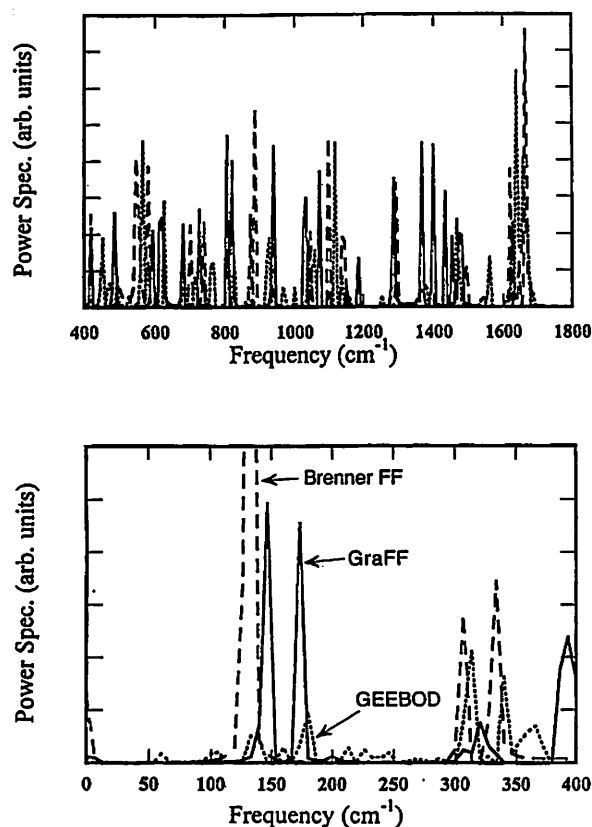 Power Spec. (arb. units)
400 600 800 1000 1200 1400 1600 1800
Frequency (cm⁻¹)
Power Spec. (arb. units)
Brenner FF
GraFF
GEEBOD
0 50 100 150 200 250 300 350 400
Frequency (cm⁻¹)